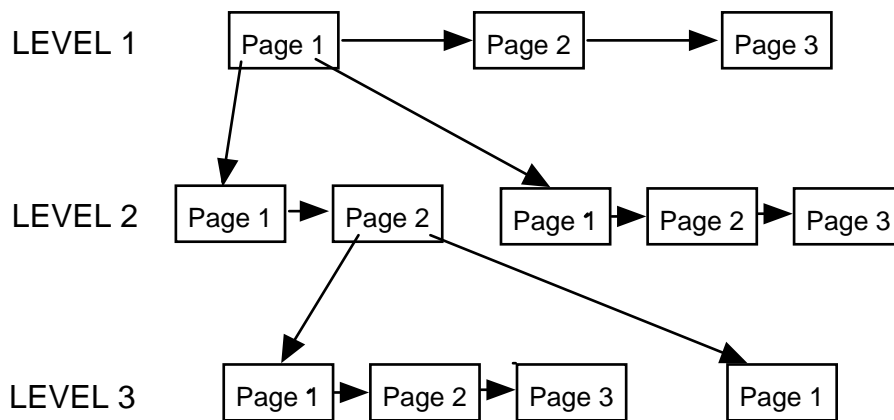 LEVEL 1 Page 1 Page 2 Page 3
LEVEL 2 Page 1 Page 2 Page 1 Page 2 Page 3
LEVEL 3 Page 1 Page 2 Page 3 Page 1